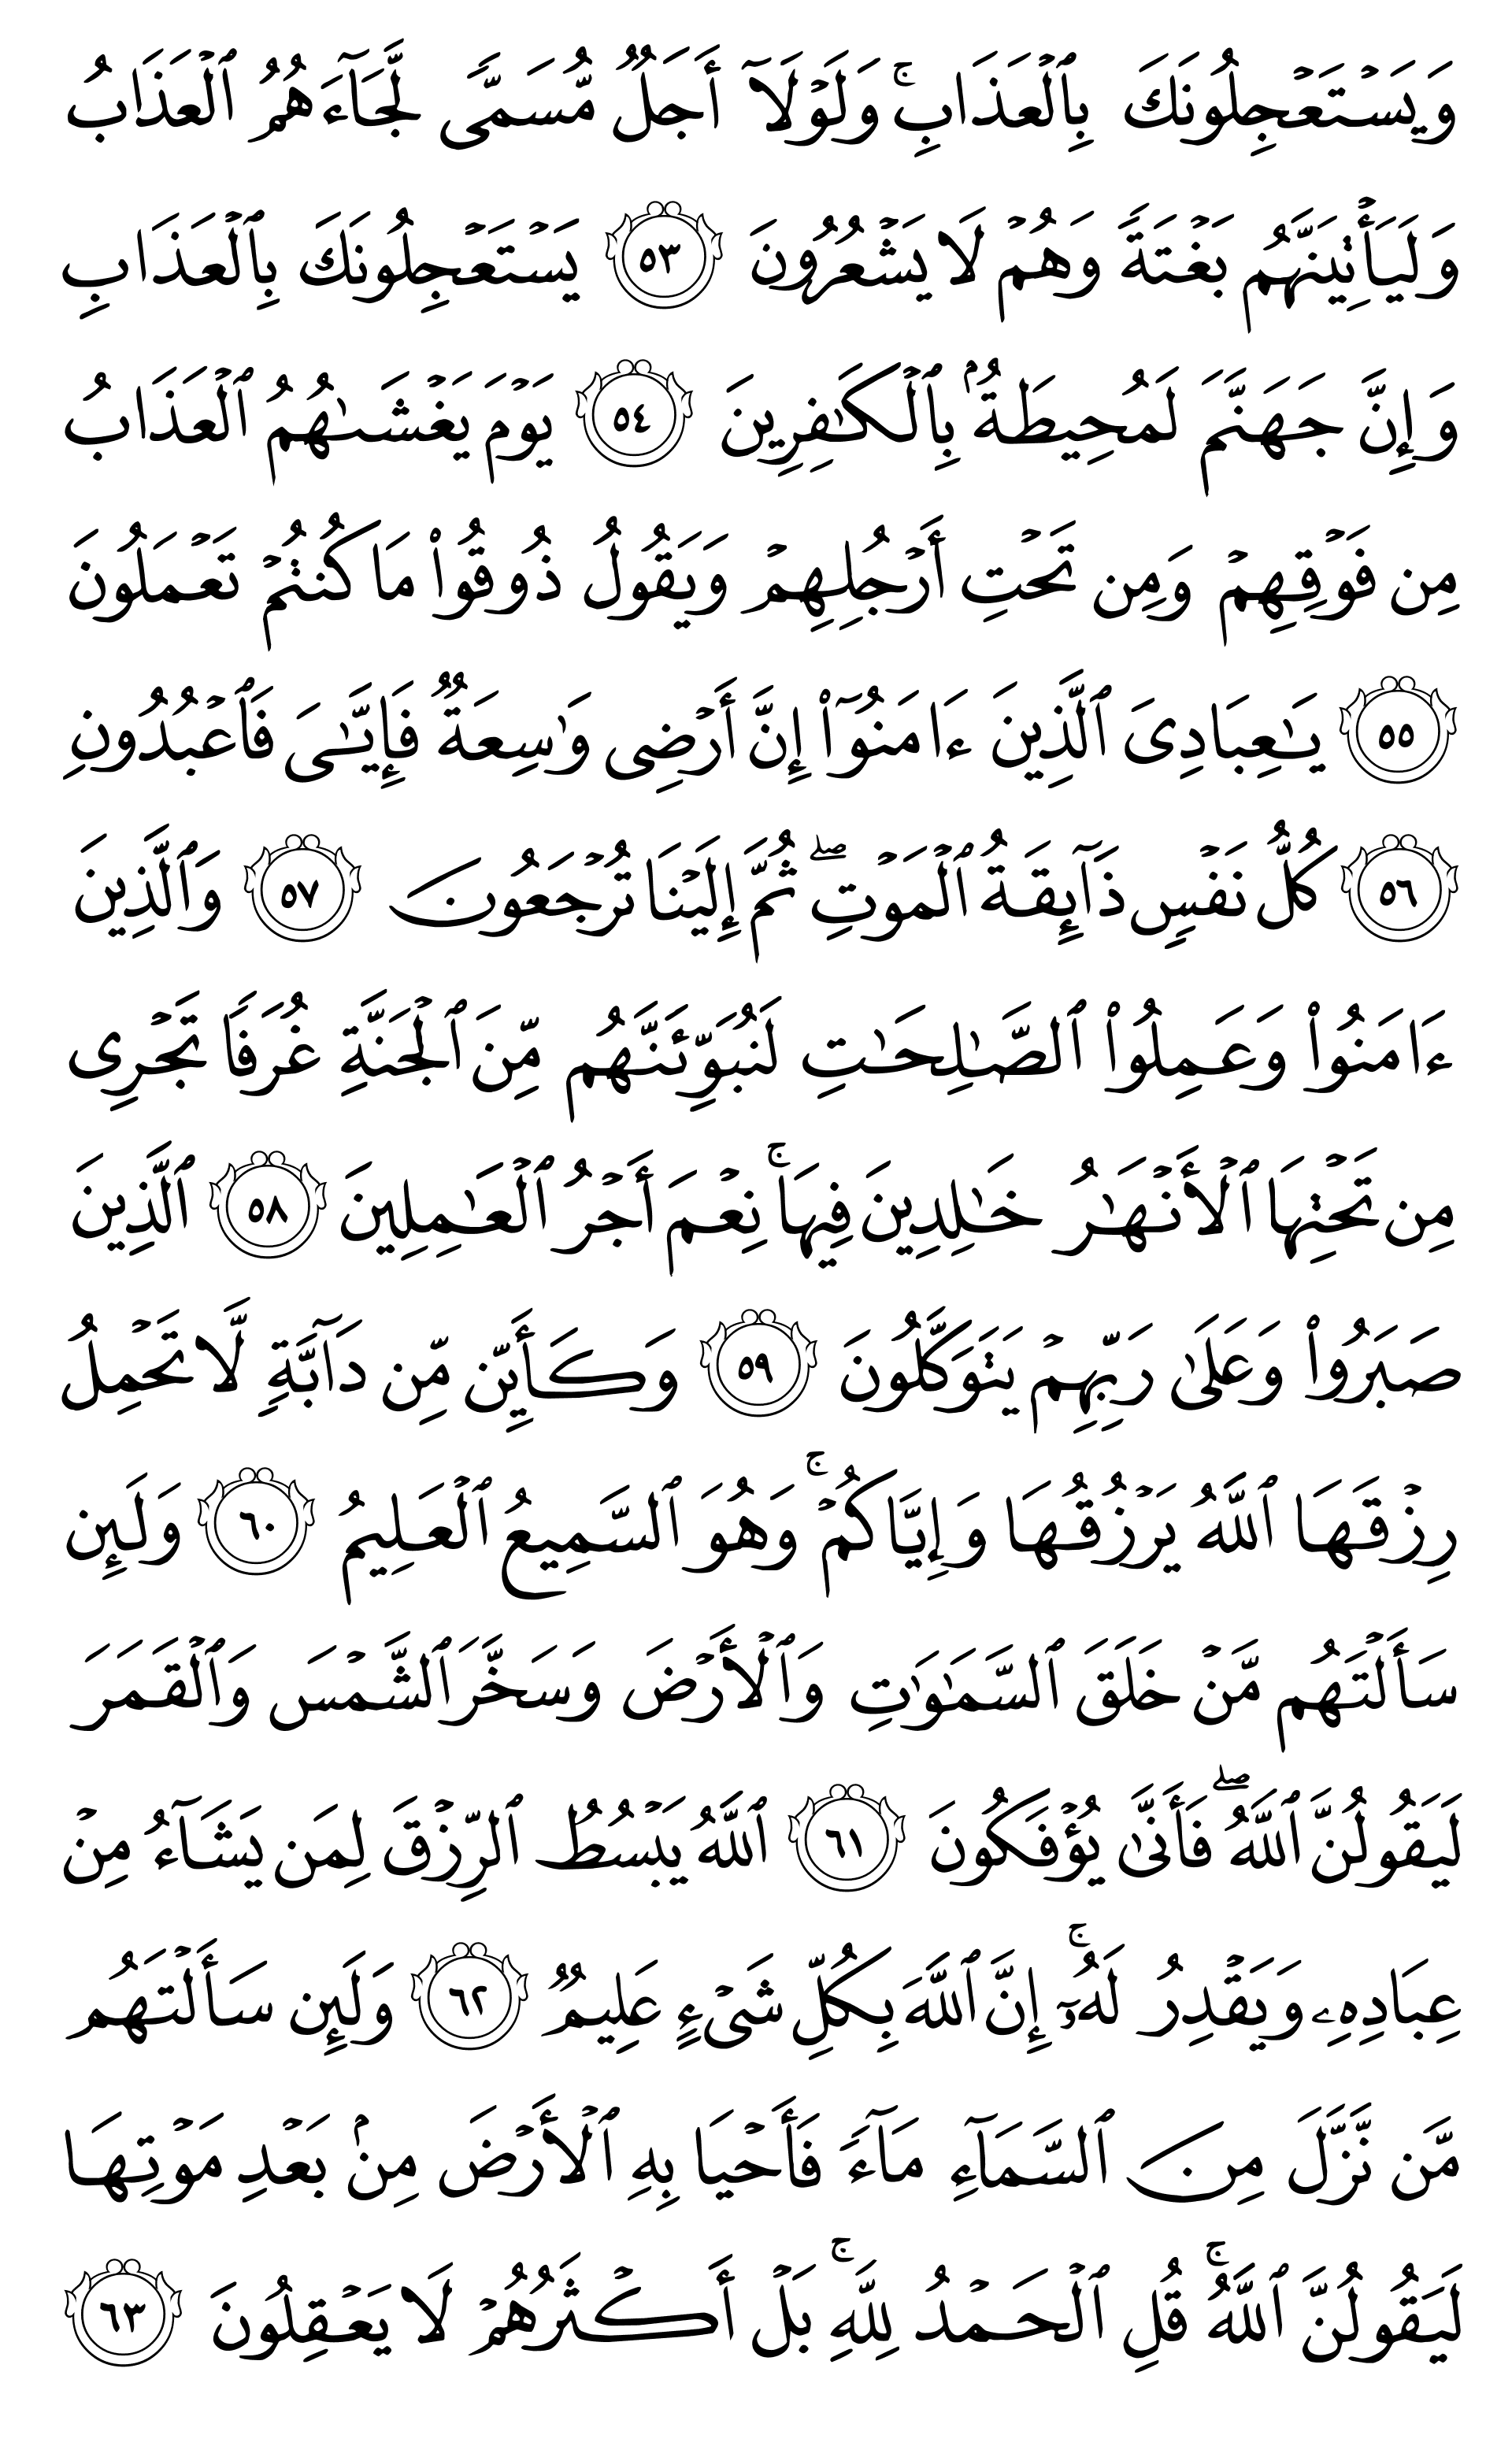 وَيَسۡتَعۡجِلُونَكَ بِٱلۡعَذَابِۚ وَلَوۡلَآ أَجَلٌۭ مُّسَمًّۭى لَّجَآءَهُمُ ٱلۡعَذَابُ
وَلَيَأۡتِيَنَّهُم بَغۡتَةًۭ وَهُمۡ لَا يَشۡعُرُونَ ٥٣ يَسۡتَعۡجِلُونَكَ بِٱلۡعَذَابِ
وَإِنَّ جَهَنَّمَ لَمُحِيطَةُۢ بِٱلۡكَٰفِرِينَ ٥٤ يَوۡمَ يَغۡشَىٰهُمُ ٱلۡعَذَابُ
مِن فَوۡقِهِمۡ وَمِن تَحۡتِ أَرۡجُلِهِمۡ وَيَقُولُ ذُوقُواْ مَا كُنتُمۡ تَعۡمَلُونَ
٥٥ يَٰعِبَادِىَ ٱلَّذِينَ ءَامَنُوٓاْ إِنَّ أَرۡضِى وَٰسِعَةٌۭ فَإِيَّٰىَ فَٱعۡبُدُونِ
٥٦ كُلُّ نَفۡسٍۢ ذَآئِقَةُ ٱلۡمَوۡتِۖ ثُمَّ إِلَيۡنَا تُرۡجَعُونَ ٥٧ وَٱلَّذِينَ
ءَامَنُواْ وَعَمِلُواْ ٱلصَّٰلِحَٰتِ لَنُبَوِّئَنَّهُم مِّنَ ٱلۡجَنَّةِ غُرَفًۭا تَجۡرِى
مِن تَحۡتِهَا ٱلۡأَنۡهَٰرُ خَٰلِدِينَ فِيهَاۚ نِعۡمَ أَجۡرُ ٱلۡعَٰمِلِينَ ٥٨ ٱلَّذِينَ
صَبَرُواْ وَعَلَىٰ رَبِّهِمۡ يَتَوَكَّلُونَ ٥٩ وَكَأَيِّن مِّن دَآبَّةٍۢ لَّا تَحۡمِلُ
رِزۡقَهَا ٱللَّهُ يَرۡزُقُهَا وَإِيَّاكُمۡۚ وَهُوَ ٱلسَّمِيعُ ٱلۡعَلِيمُ ٦٠ وَلَئِن
سَأَلۡتَهُم مَّنۡ خَلَقَ ٱلسَّمَٰوَٰتِ وَٱلۡأَرۡضَ وَسَخَّرَ ٱلشَّمۡسَ وَٱلۡقَمَرَ
لَيَقُولُنَّ ٱللَّهُۖ فَأَنَّىٰ يُؤۡفَكُونَ ٦١ ٱللَّهُ يَبۡسُطُ ٱلرِّزۡقَ لِمَن يَشَآءُ مِنۡ
عِبَادِهِۦ وَيَقۡدِرُ لَهُۥٓۚ إِنَّ ٱللَّهَ بِكُلِّ شَىۡءٍ عَلِيمٌۭ ٦٢ وَلَئِن سَأَلۡتَهُم
مَّن نَّزَّلَ مِنَ ٱلسَّمَآءِ مَآءًۭ فَأَحۡيَا بِهِ ٱلۡأَرۡضَ مِنۢ بَعۡدِ مَوۡتِهَا
لَيَقُولُنَّ ٱللَّهُۚ قُلِ ٱلۡحَمۡدُ لِلَّهِۚ بَلۡ أَكۡثَرُهُمۡ لَا يَعۡقِلُونَ ٦٣